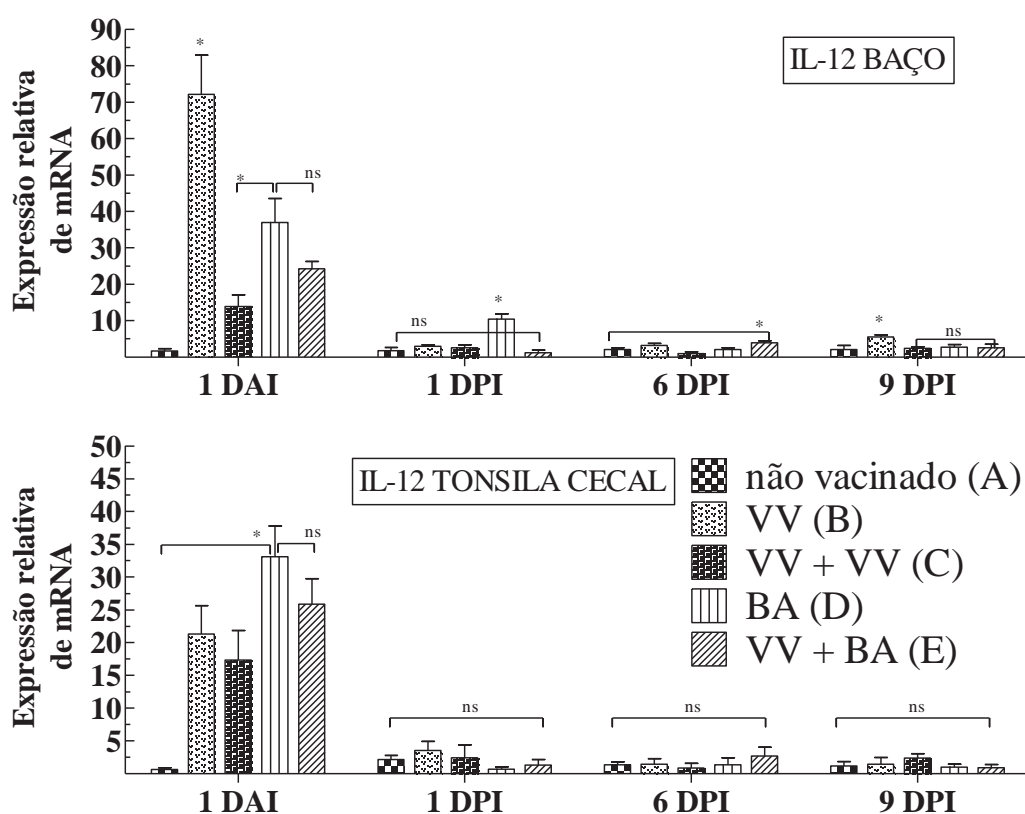 IL-12 BAÇO
Expressão relativa
de mRNA
90
80
70
60
50
40
30
20
10
*
*
ns
ns
*
*
*
ns
1 DAI 1 DPI 6 DPI 9 DPI
IL-12 TONSILA CECAL
Expressão relativa
de mRNA
50
45
40
35
30
25
20
15
10
5
*
ns
ns
ns
ns
1 DAI 1 DPI 6 DPI 9 DPI
não vacinado (A)
VV (B)
VV + VV (C)
BA (D)
VV + BA (E)